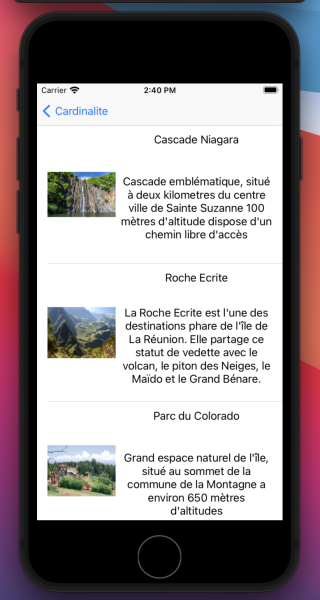 Carrier 2:40 PM
Cardinalite
Cascade Niagara
Cascade emblématique, situé
à deux kilometres du centre
ville de Sainte Suzanne 100
mètres d'altitude dispose d'un
chemin libre d'accès
Roche Ecrite
La Roche Ecrite est l'une des
destinations phare de l'île de
La Réunion. Elle partage ce
statut de vedette avec le
volcan, le piton des Neiges, le
Maïdo et le Grand Bénare.
Parc du Colorado
Grand espace naturel de l'île,
situé au sommet de la
commune de la Montagne a
environ 650 mètres
d'altitudes